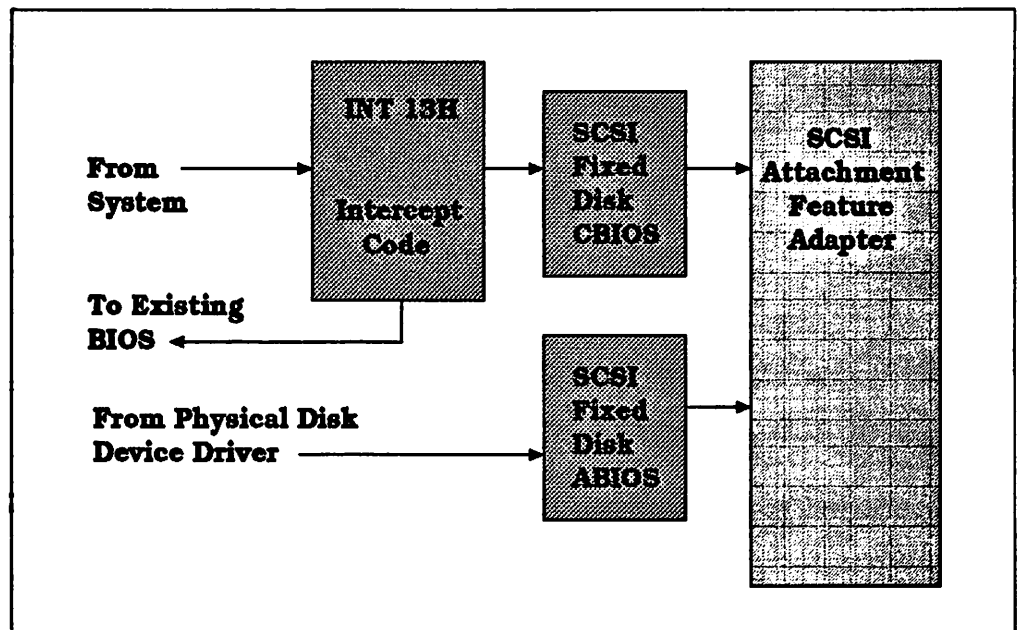 INT 13H
Intercept
Code
SCSI
Fixed
Disk
CBIOS
SCSI
Attachment
Feature
Adapter
From
System
To Existing
BIOS
SCSI
Fixed
Disk
ABIOS
From Physical Disk
Device Driver